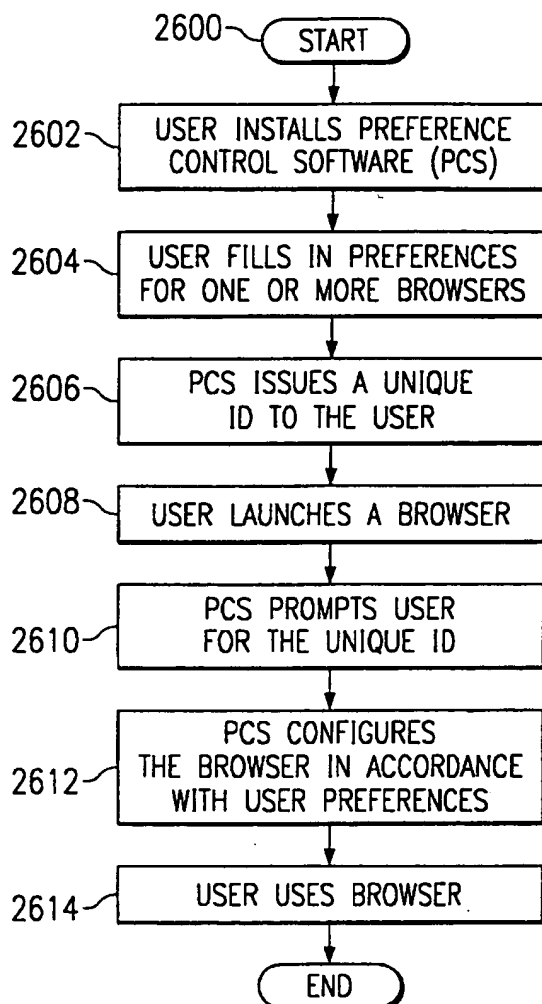 2600
START
2602
USER INSTALLS PREFERENCE
CONTROL SOFTWARE (PCS)
2604
USER FILLS IN PREFERENCES
FOR ONE OR MORE BROWSERS
2606
PCS ISSUES A UNIQUE
ID TO THE USER
2608
USER LAUNCHES A BROWSER
2610
PCS PROMPTS USER
FOR THE UNIQUE ID
2612
PCS CONFIGURES
THE BROWSER IN ACCORDANCE
WITH USER PREFERENCES
2614
USER USES BROWSER
END